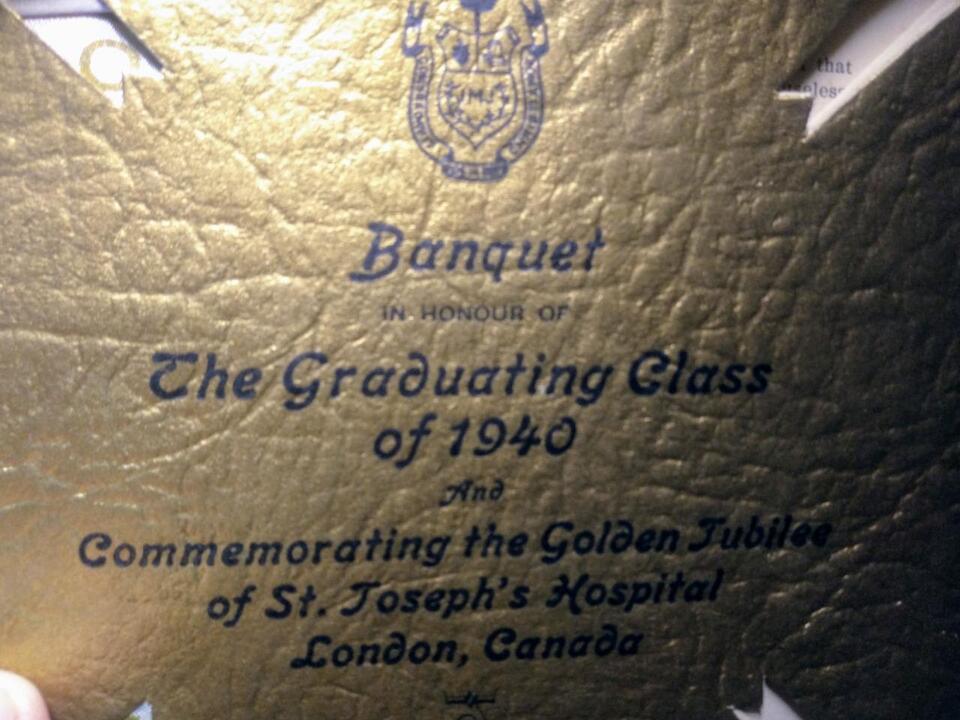 that
Banquet
IN HONOUR OF
The Graduating Class
of 1940
And
Commemorating the Golden Jubilee
of St. Joseph's Hospital
London, Canada